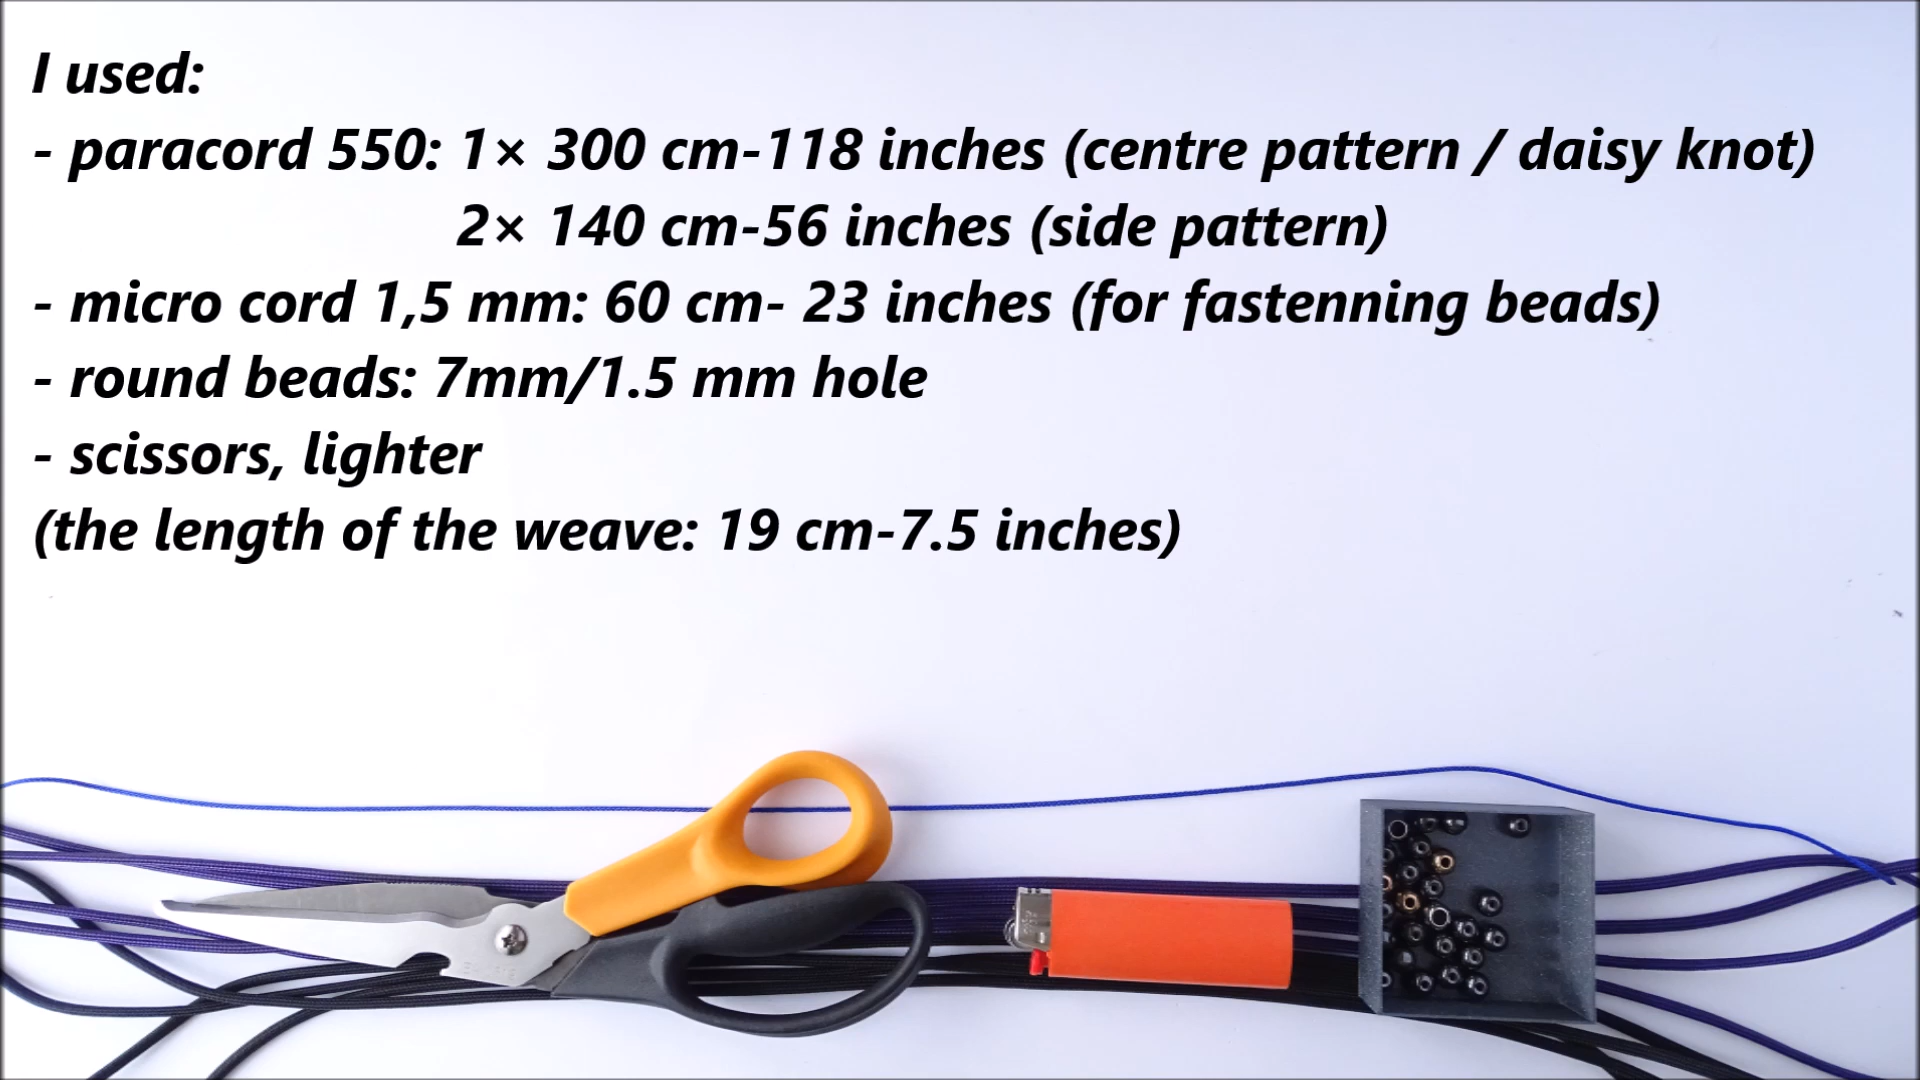 I used:
- paracord 550: 1× 300 cm-118 inches (centre pattern / daisy knot)
2× 140 cm-56 inches (side pattern)
- micro cord 1,5 mm: 60 cm- 23 inches (for fastenning beads)
- round beads: 7mm/1.5 mm hole
- scissors, lighter
(the length of the weave: 19 cm-7.5 inches)